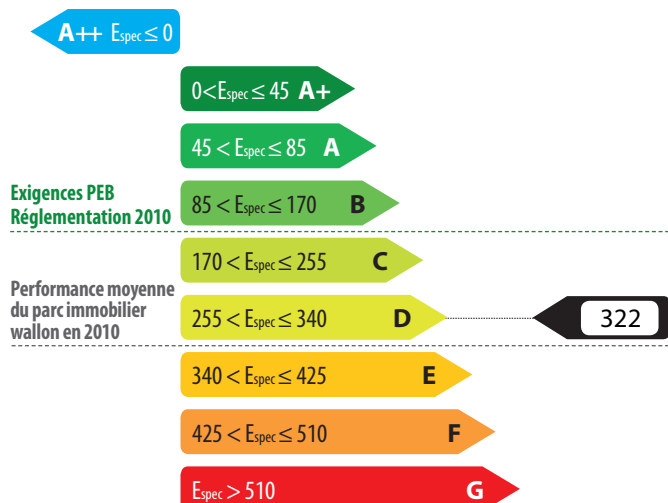 A++ Espec ≤ 0
0<Espec ≤ 45 A+
45 < Espec ≤ 85 A
Exigences PEB
Réglementation 2010
85 < Espec ≤ 170 B
170 < Espec ≤ 255 C
Performance moyenne
du parc immobilier
wallon en 2010
255 < Espec ≤ 340 D
322
340 < Espec ≤ 425 E
425 < Espec ≤ 510 F
Espec > 510 G